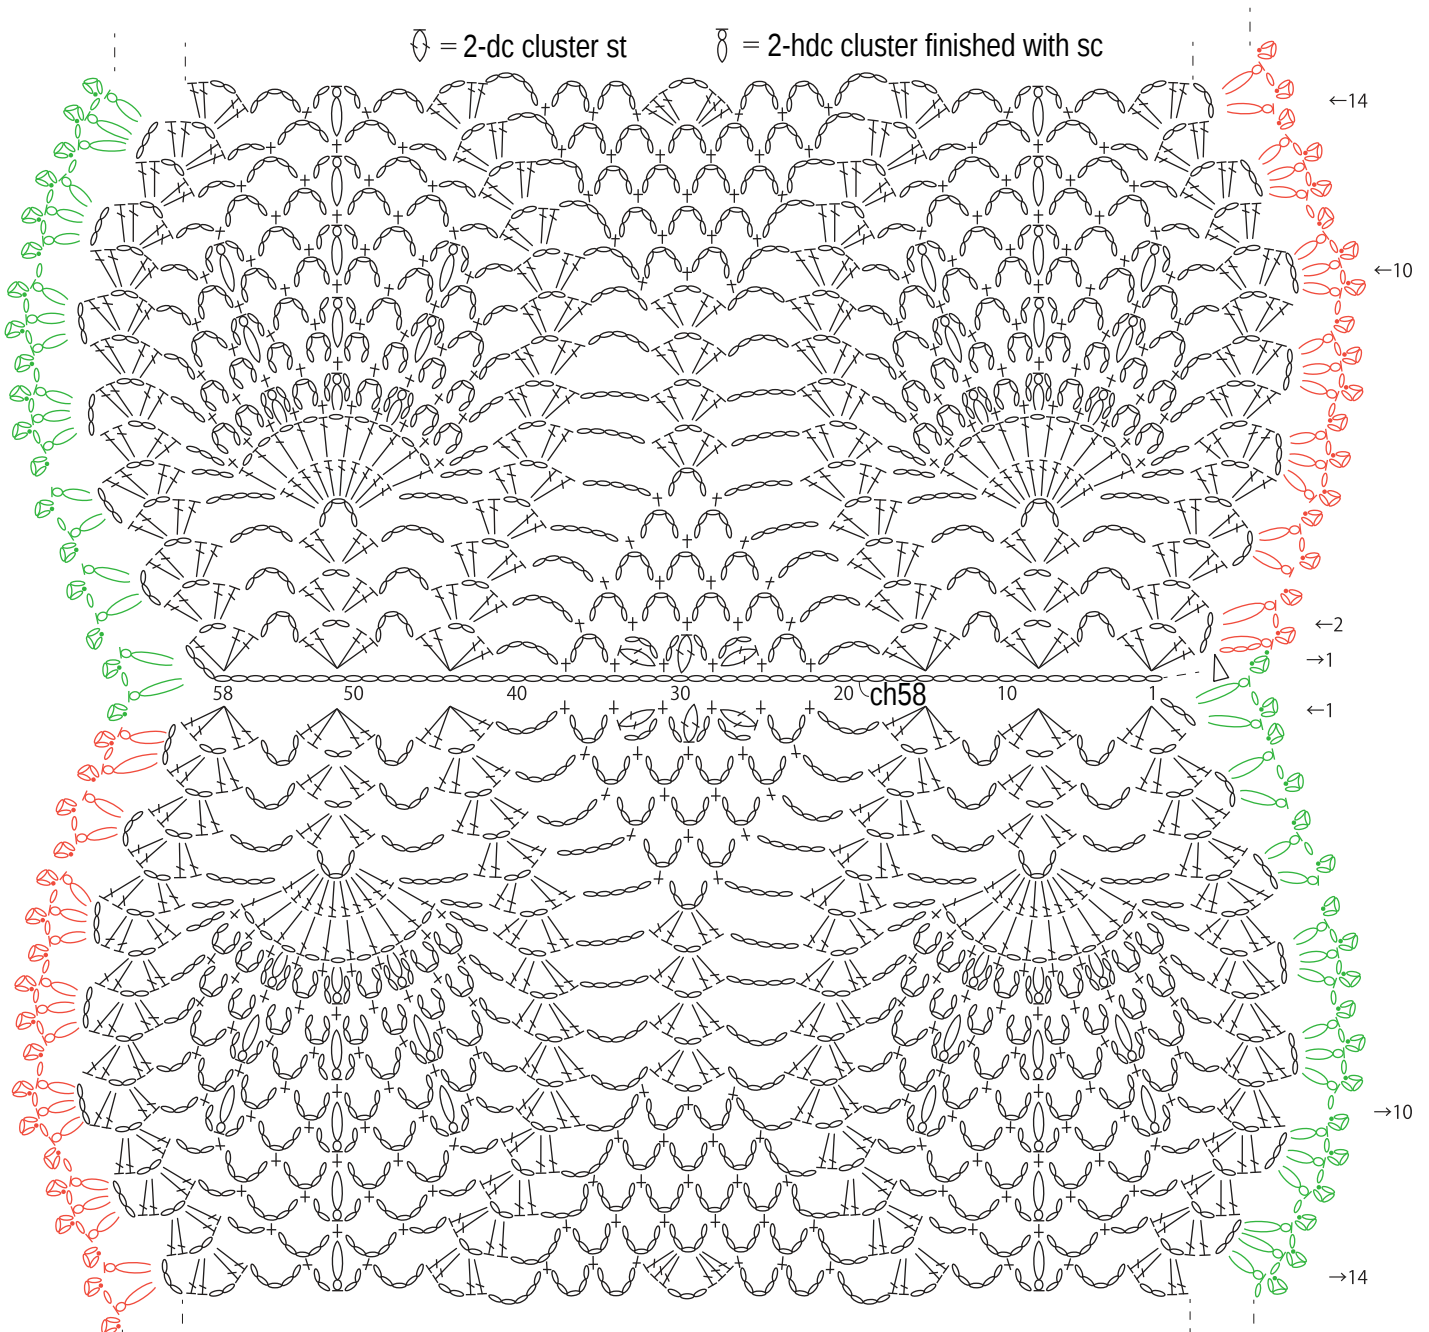 = 2-dc cluster st
= 2-hdc cluster finished with sc
←14
←10
←2
→1
58 50 40 30 20 10 1
ch58
←1
→10
→14